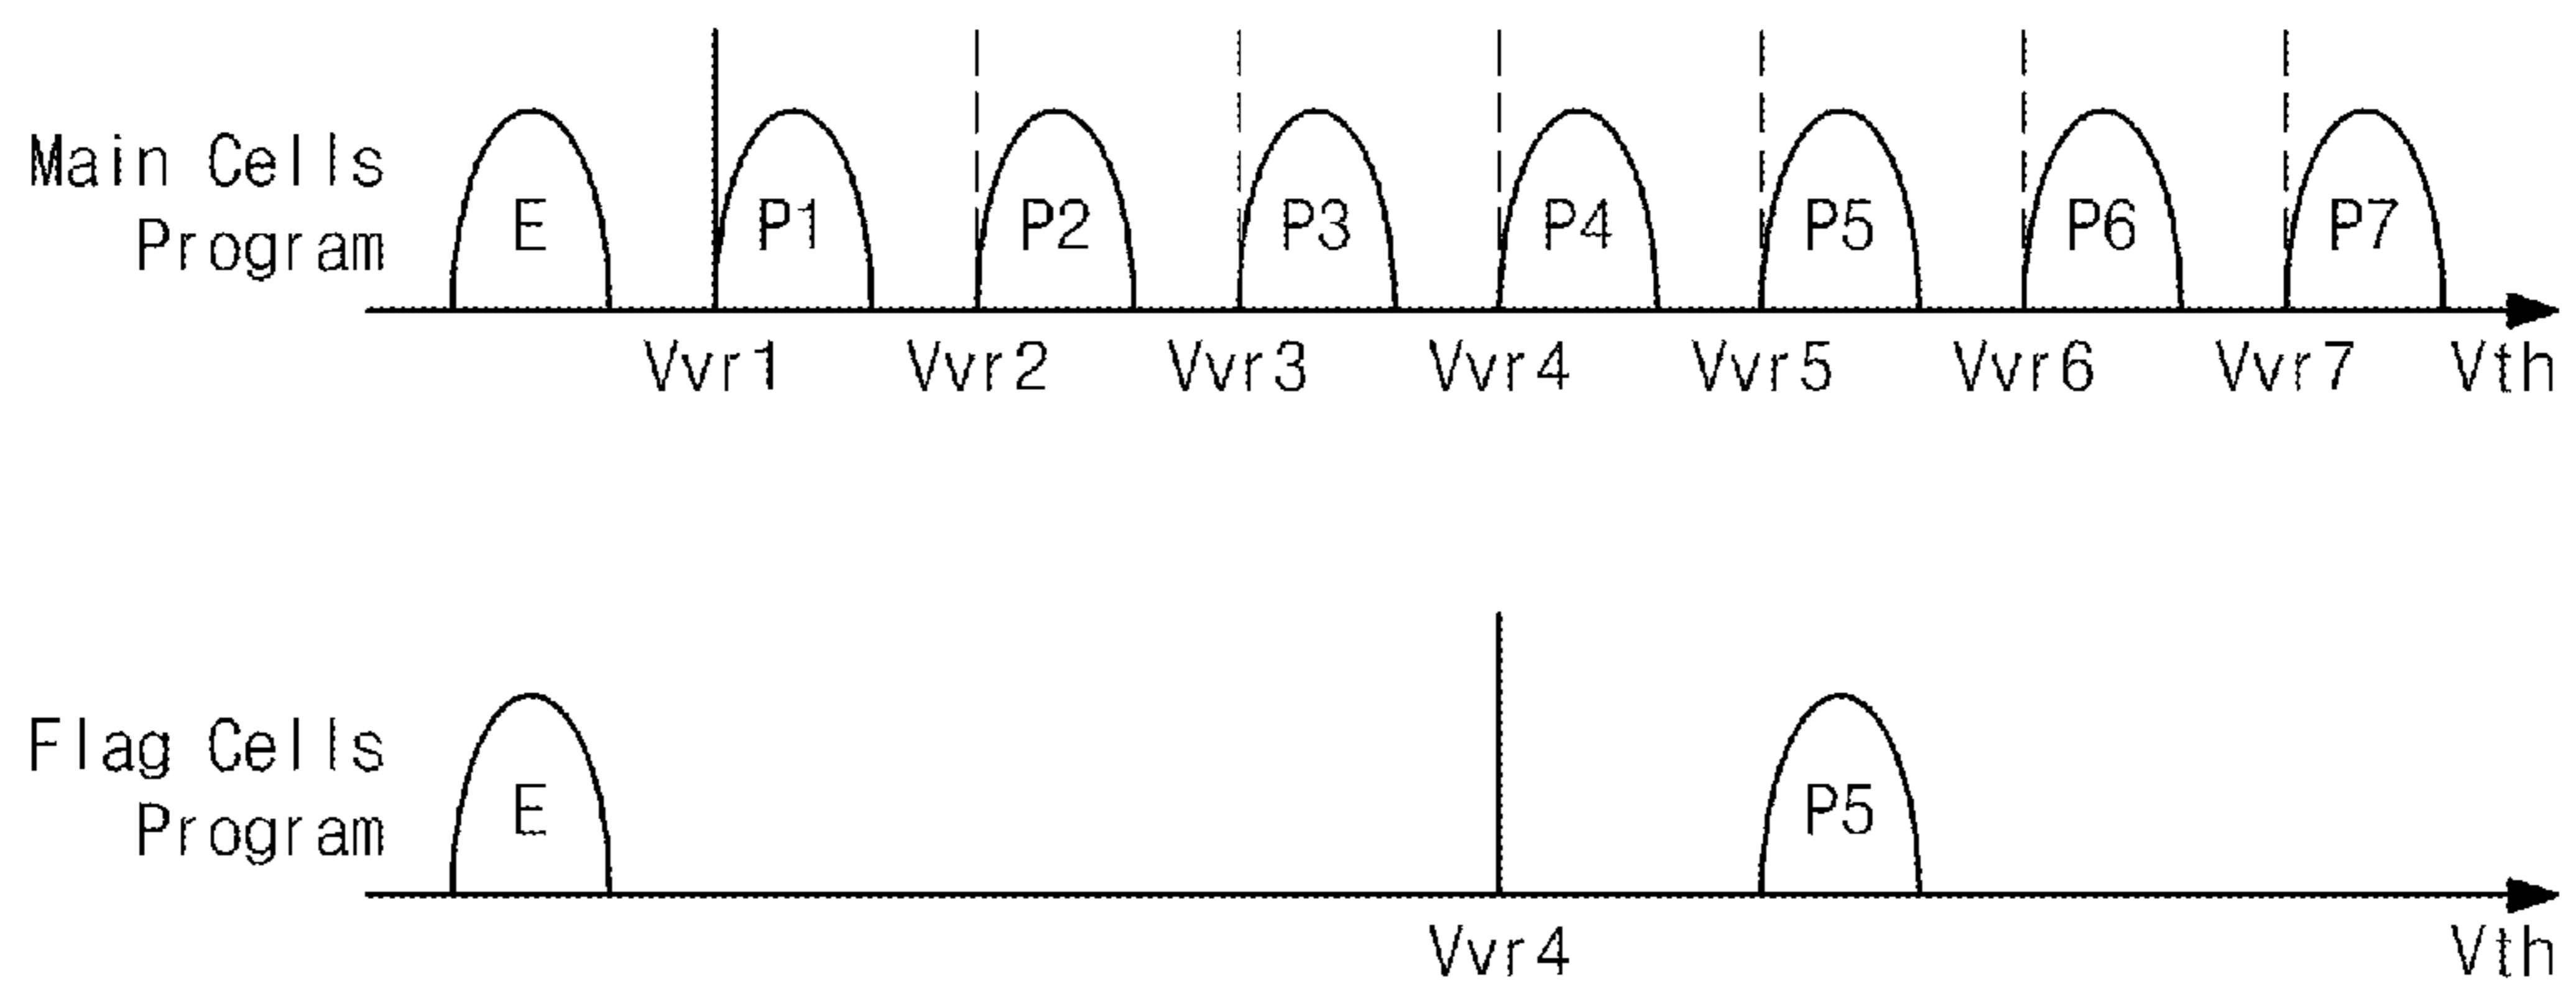 Main Cells
Program
E P1 P2 P3 P4 P5 P6 P7
Vvr1 Vvr2 Vvr3 Vvr4 Vvr5 Vvr6 Vvr7 Vth
Flag Cells
Program
E P5
Vvr4 Vth